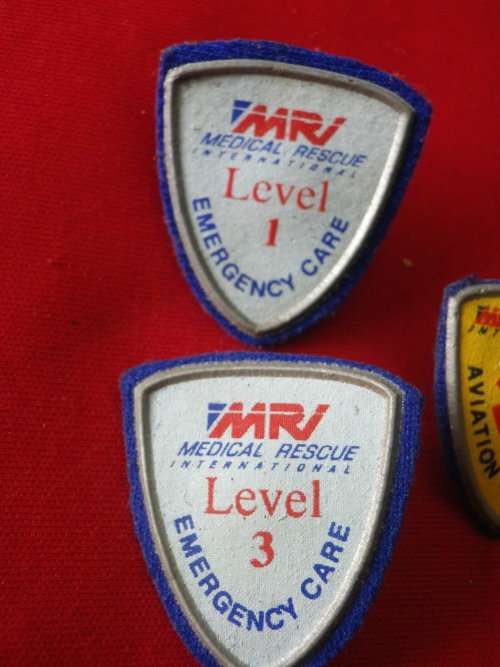 MRI
MEDICAL RESCUE
INTERNATIONAL
Level
1
EMERGENCY CARE
MRI
MEDICAL RESCUE
INTERNATIONAL
Level
3
EMERGENCY CARE
AVIATION